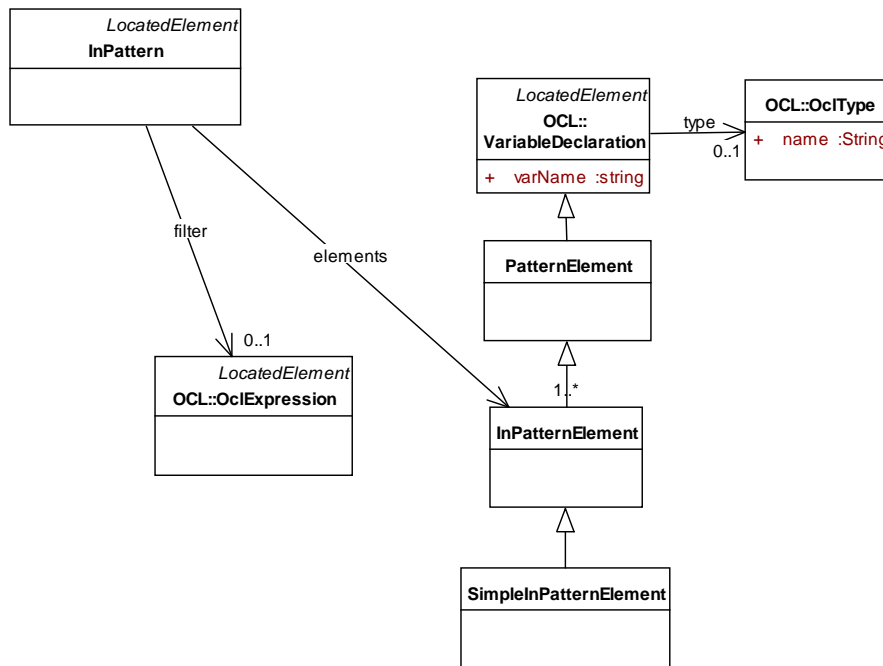 LocatedElement
InPattern
LocatedElement
OCL::
VariableDeclaration
+ varName :string
type
0..1
OCL::OclType
+ name :String
filter
elements
PatternElement
0..1
LocatedElement
OCL::OclExpression
1..*
InPatternElement
SimpleInPatternElement